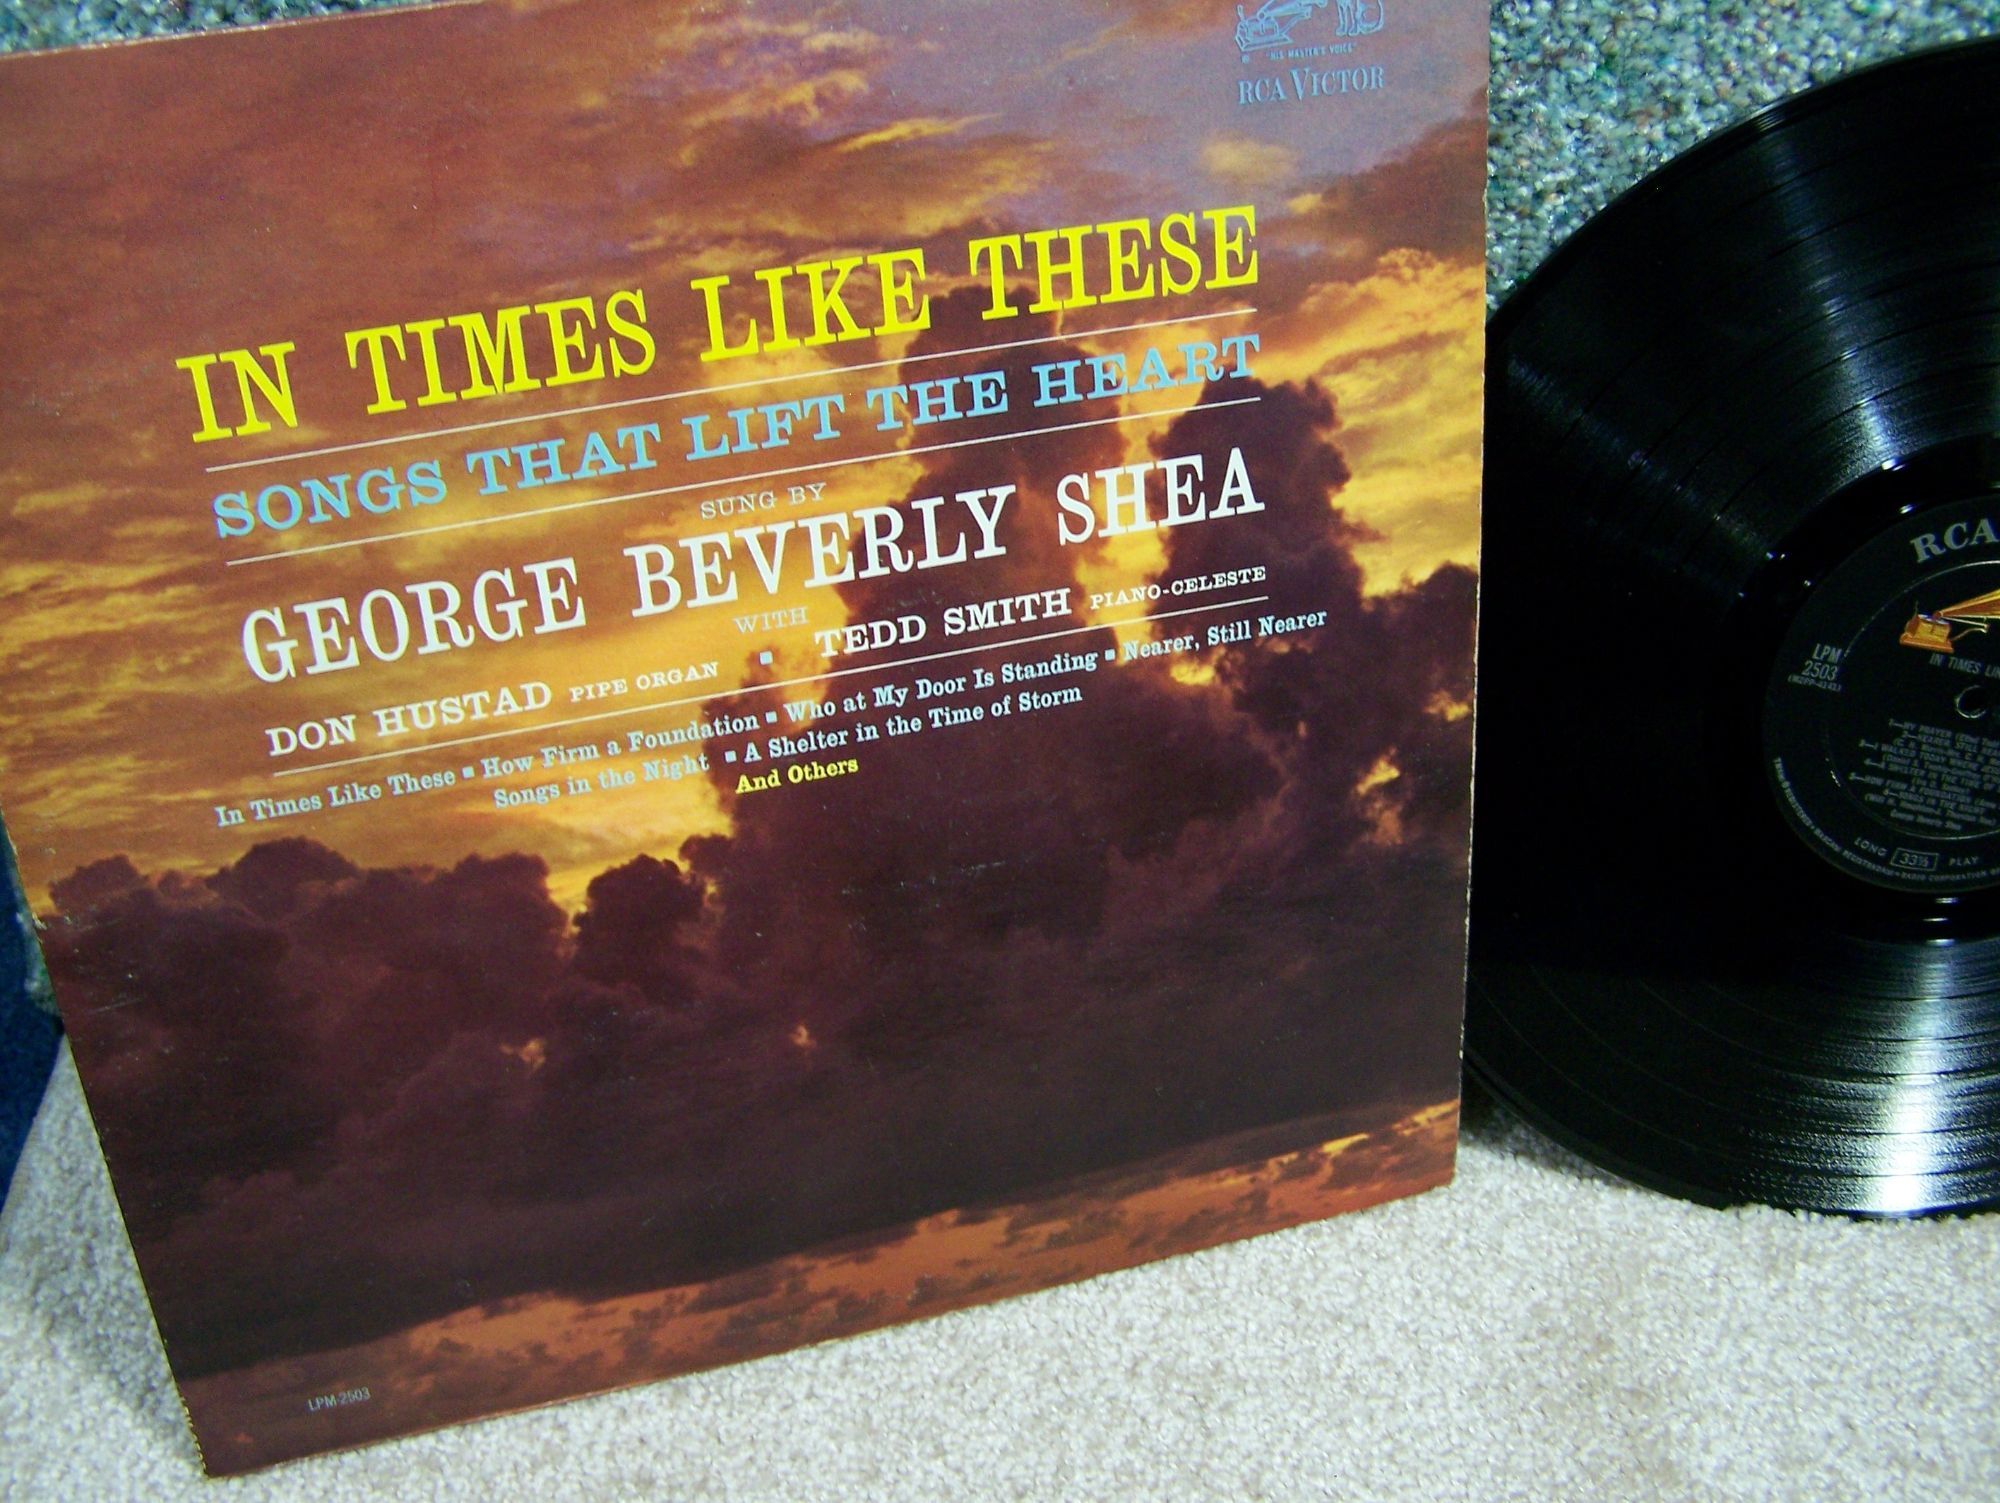 "HIS MASTER'S VOICE"
RCA VICTOR
IN TIMES LIKE THESE
SONGS THAT LIFT THE HEART
SUNG BY
GEORGE BEVERLY SHEA
WITH
DON HUSTAD PIPE ORGAN ▪ TEDD SMITH PIANO-CELESTE
In Times Like These ▪ How Firm a Foundation ▪ Who at My Door Is Standing ▪ Nearer, Still Nearer
Songs in the Night ▪ A Shelter in the Time of Storm
And Others
LPM-2503
RCA
LPM
2503
IN TIMES
LONG 33⅓ PLAY